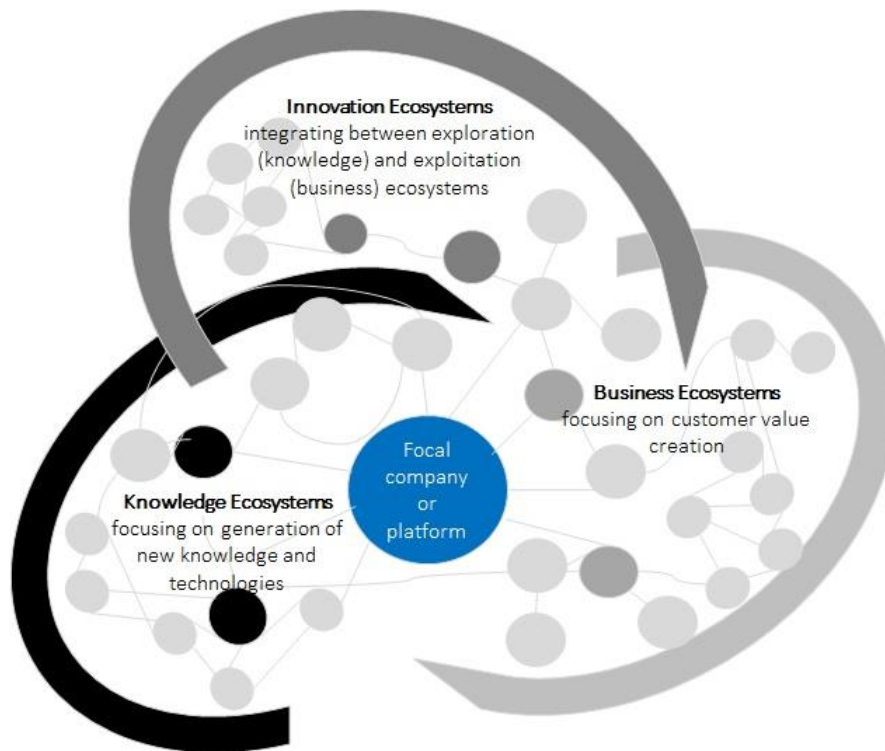 Innovation Ecosystems
integrating between exploration
(knowledge) and exploitation
(business) ecosystems
Business Ecosystems
focusing on customer value
creation
Focal
company
or
platform
Knowledge Ecosystems
focusing on generation of
new knowledge and
technologies